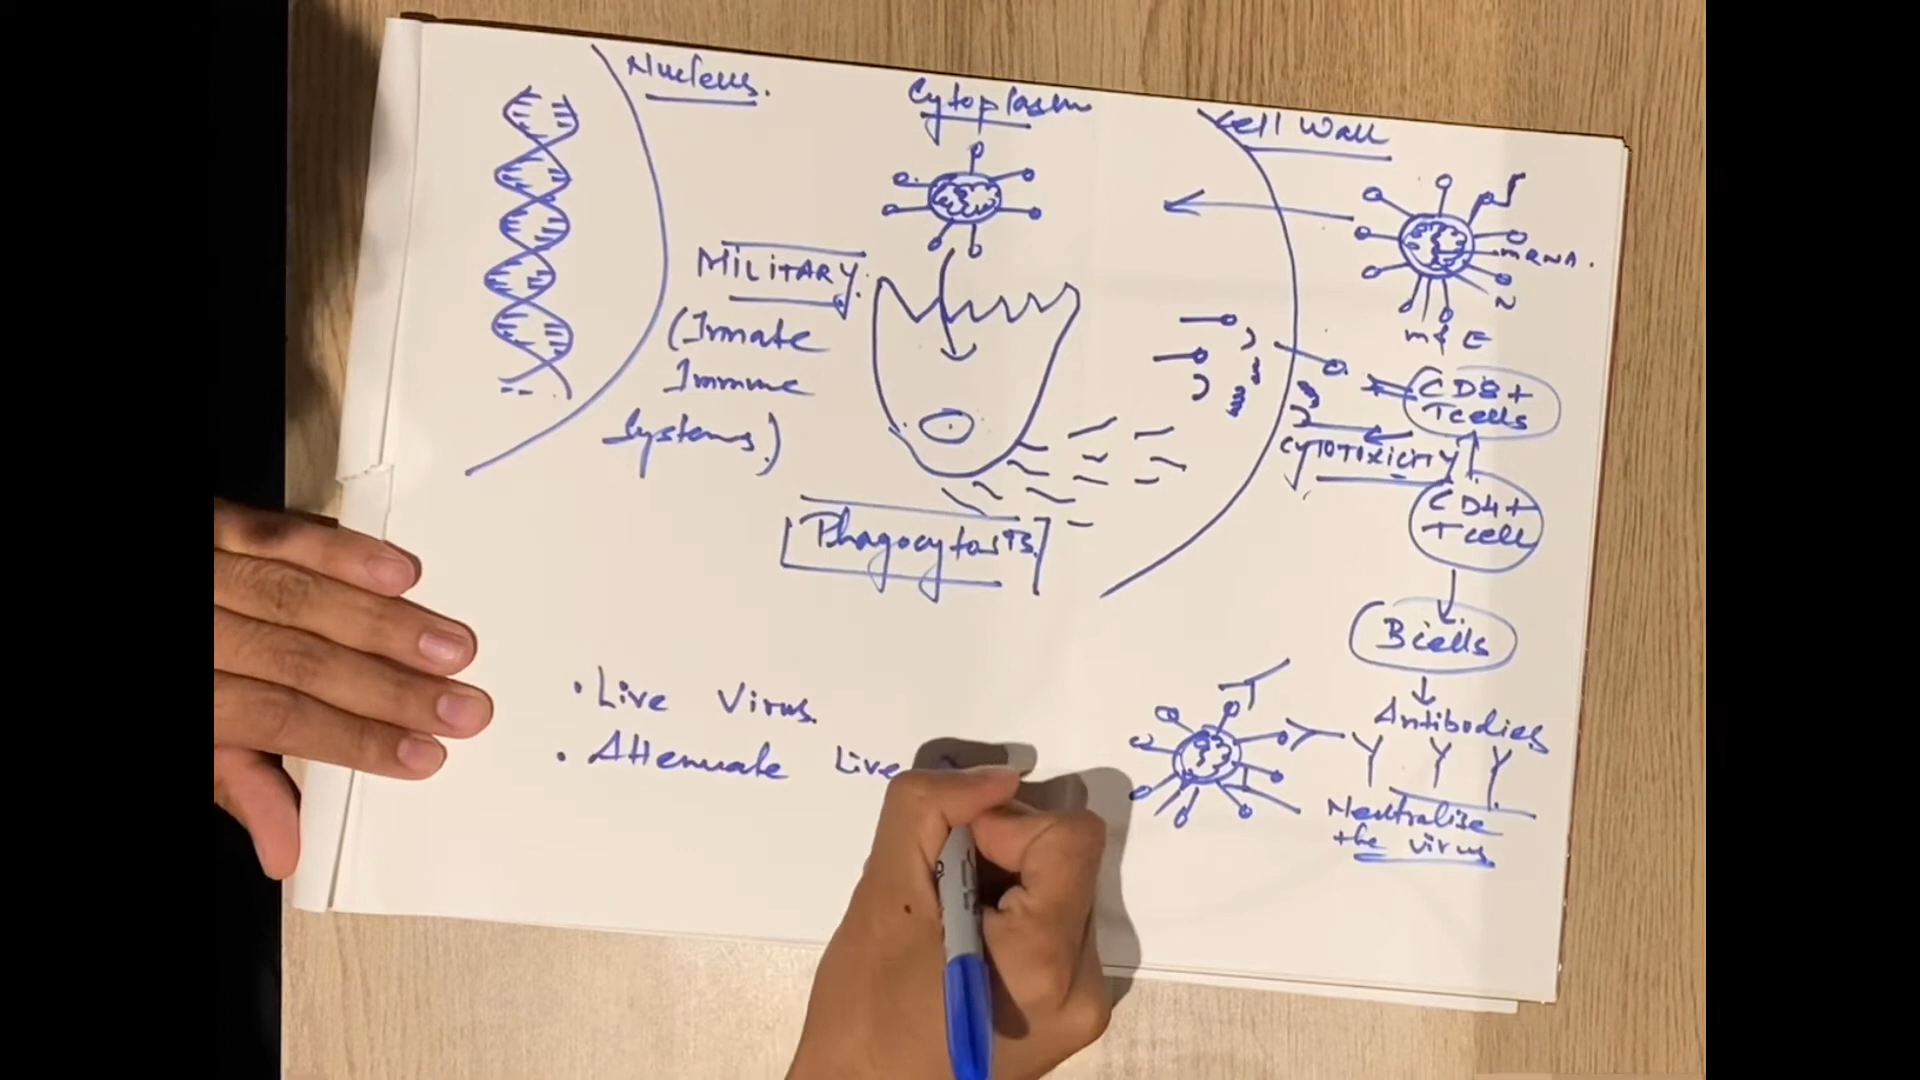 Nucleus.
Cytoplasm
Cell Wall
mRNA.
N
m & E
MILITARY.
(Innate
Immune
Systems.)
CD8+
T cells
CYTOTOXICITY
CD4+
T cell
Phagocytosis.
B cells
Antibodies
Neutralise
the virus.
• Live Virus.
• Attenuate Live